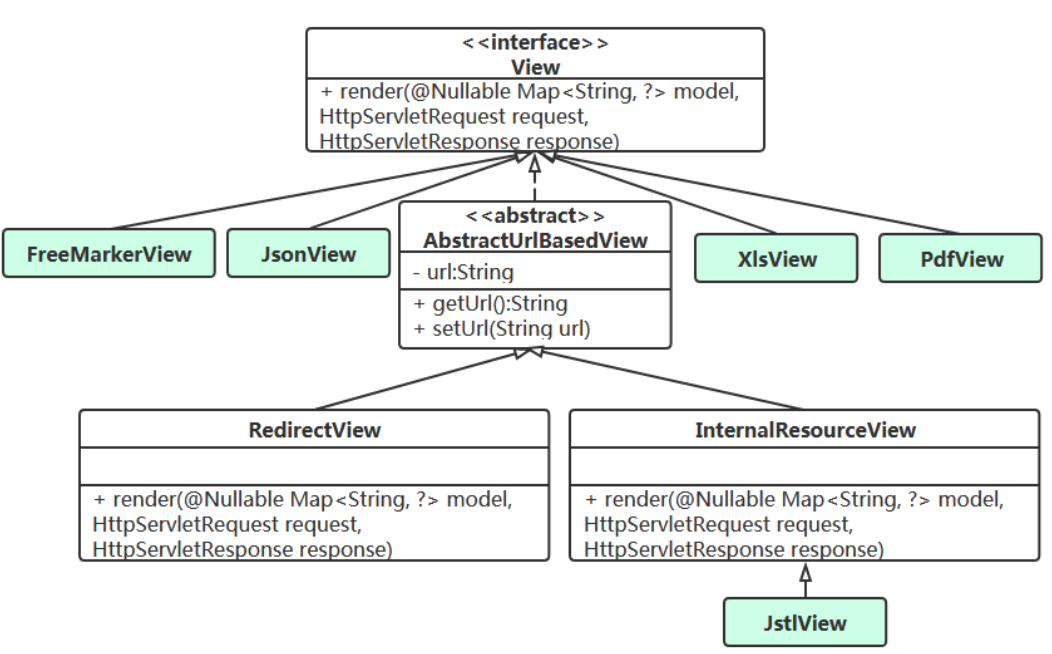 <<interface>>
View
+ render(@Nullable Map<String, ?> model,
HttpServletRequest request,
HttpServletResponse response)
FreeMarkerView
JsonView
<<abstract>>
AbstractUrlBasedView
- url:String
+ getUrl():String
+ setUrl(String url)
XlsView
PdfView
RedirectView
+ render(@Nullable Map<String, ?> model,
HttpServletRequest request,
HttpServletResponse response)
InternalResourceView
+ render(@Nullable Map<String, ?> model,
HttpServletRequest request,
HttpServletResponse response)
JstlView